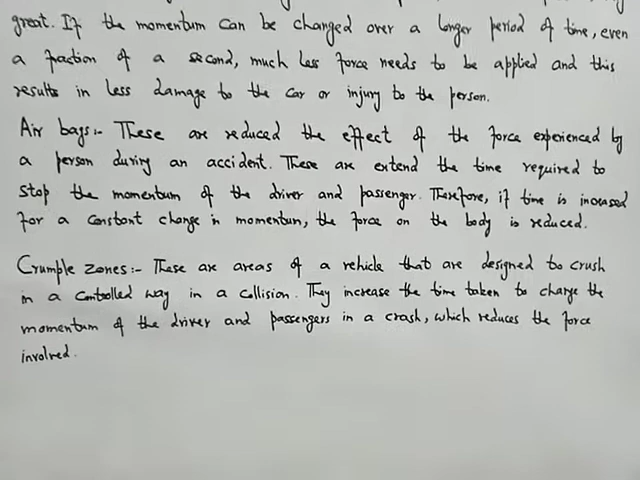 great. If the momentum can be changed over a longer period of time, even
a fraction of a second, much less force needs to be applied and this
results in less damage to the car or injury to the person.
Air bags:- These are reduced the effect of the force experienced by
a person during an accident. These are extend the time required to
stop the momentum of the driver and passenger. Therefore, if time is increased
for a constant change in momentum, the force on the body is reduced.
Crumple zones:- These are areas of a vehicle that are designed to crush
in a controlled way in a collision. They increase the time taken to change the
momentum of the driver and passengers in a crash, which reduces the force
involved.